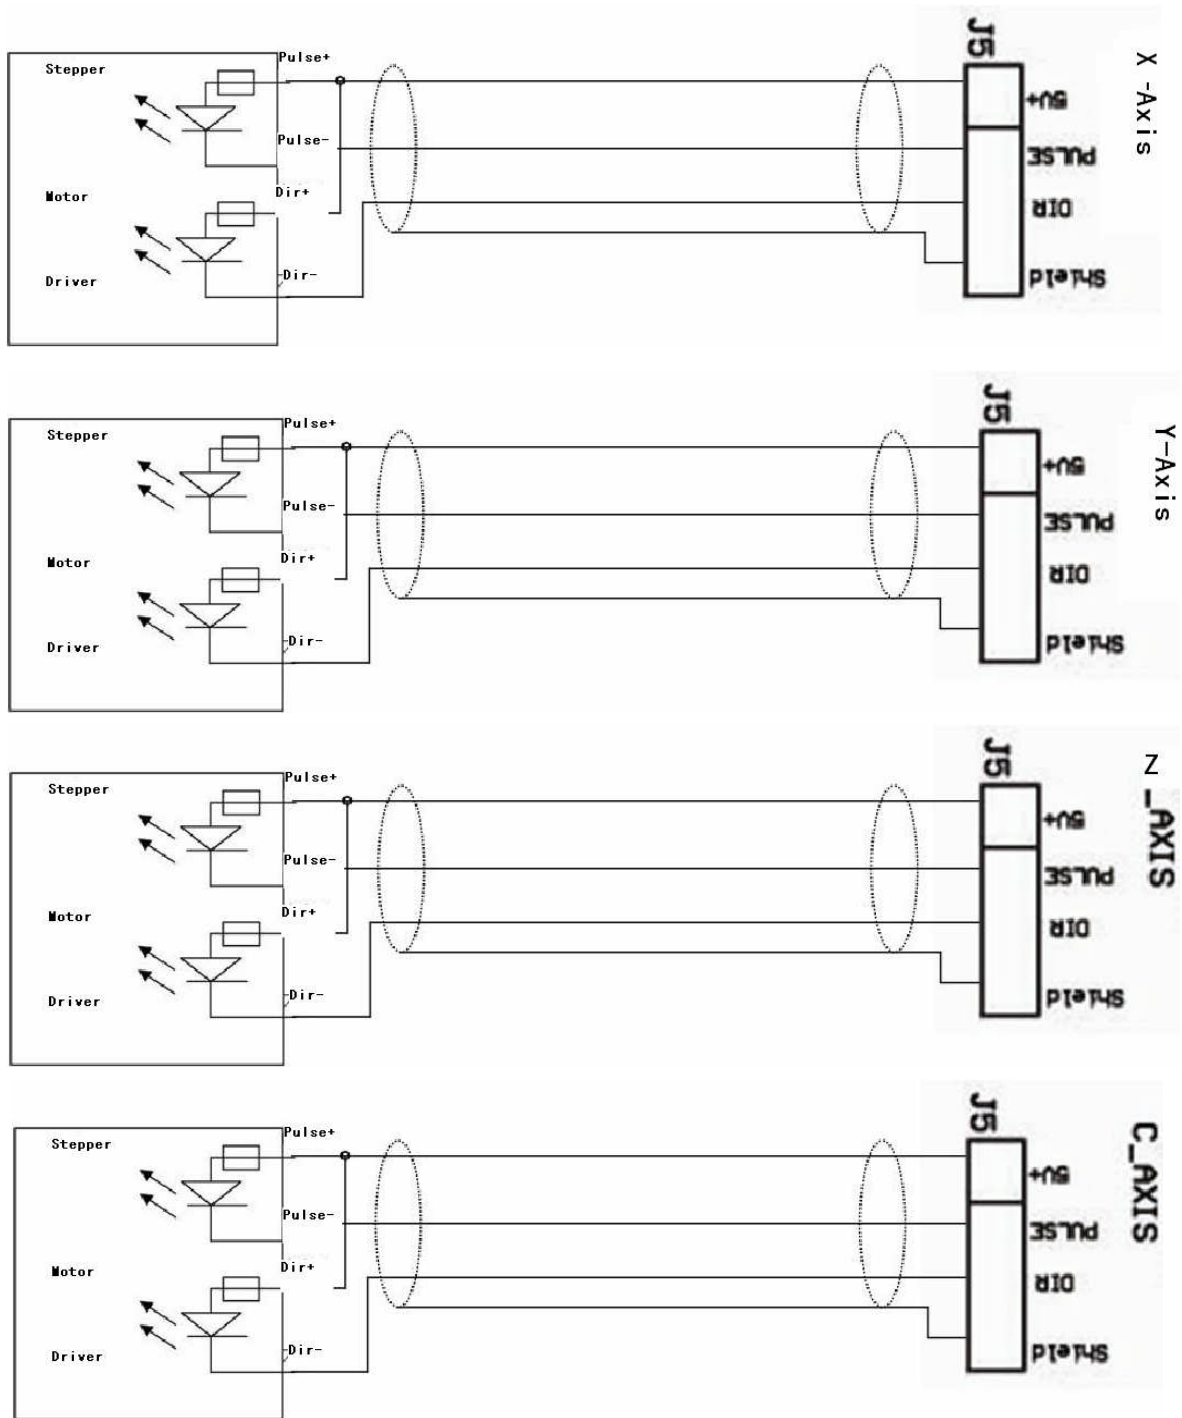 J5
X -Axis
Stepper
Pulse+
5V+
Pulse-
PULSE
Motor
Dir+
DIR
Driver
Dir-
Shield
J5
Y-Axis
Stepper
Pulse+
5V+
Pulse-
PULSE
Motor
Dir+
DIR
Driver
Dir-
Shield
J5
Z _AXIS
Stepper
Pulse+
5V+
Pulse-
PULSE
Motor
Dir+
DIR
Driver
Dir-
Shield
J5
C_AXIS
Stepper
Pulse+
5V+
Pulse-
PULSE
Motor
Dir+
DIR
Driver
Dir-
Shield